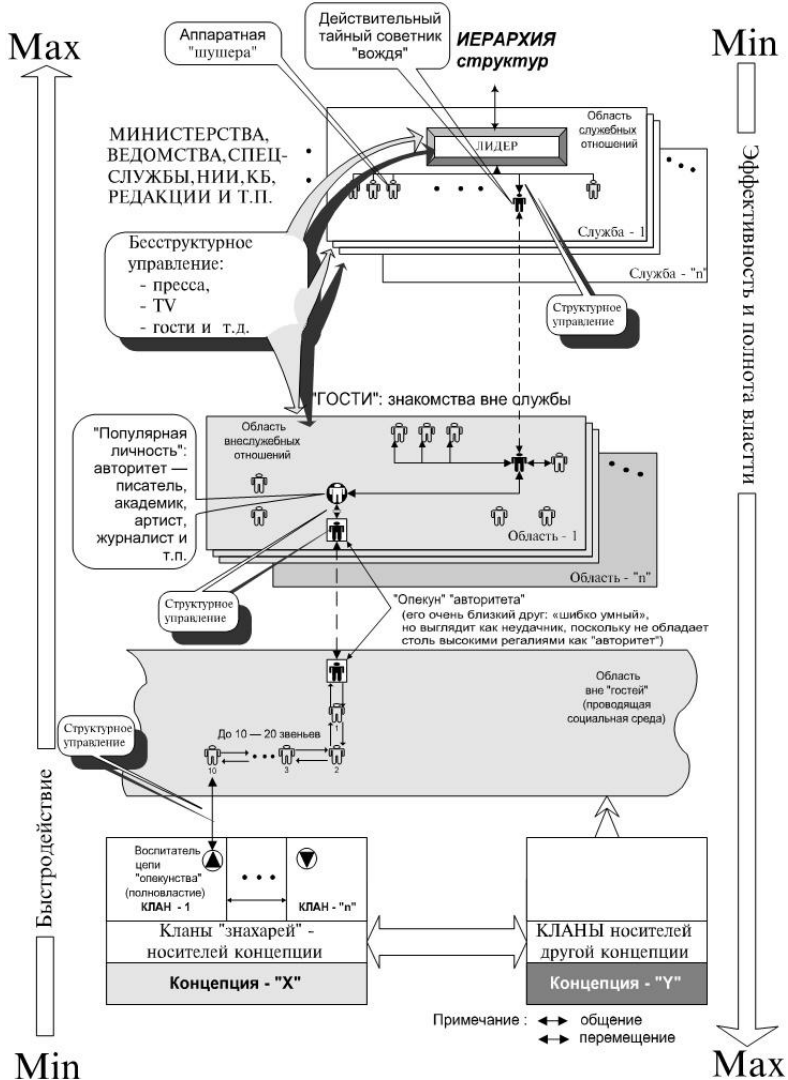 Max
Аппаратная
"шушера"
Действительный
тайный советник
"вождя"
ИЕРАРХИЯ
структур
Min
МИНИСТЕРСТВА,
ВЕДОМСТВА,СПЕЦ-
СЛУЖБЫ,НИИ,КБ,
РЕДАКЦИИ И Т.П.
Область
служебных
отношений
ЛИДЕР
Служба - 1
Служба - "n"
Бесструктурное
управление:
- пресса,
- TV
- гости и т.д.
Структурное
управление
Эффективность и полнота властти
"ГОСТИ": знакомства вне службы
Область
внеслужебных
отношений
"Популярная
личность":
авторитет —
писатель,
академик,
артист,
журналист и
т.п.
Область - 1
Область - "n"
Структурное
управление
"Опекун" "авторитета"
(его очень близкий друг: «шибко умный»,
но выглядит как неудачник, поскольку не обладает
столь высокими регалиями как "авторитет")
Область
вне "гостей"
(проводящая
социальная среда)
Структурное
управление
До 10 — 20 звеньев
1
10
3
2
Быстродействие
Воспитатель
цепи
"опекунства"
(полновластие)
КЛАН - 1
КЛАН - "n"
Кланы "знахарей" -
носителей концепции
Концепция - "X"
КЛАНЫ носителей
другой концепции
Концепция - "Y"
Примечание : общение
перемещение
Min
Max